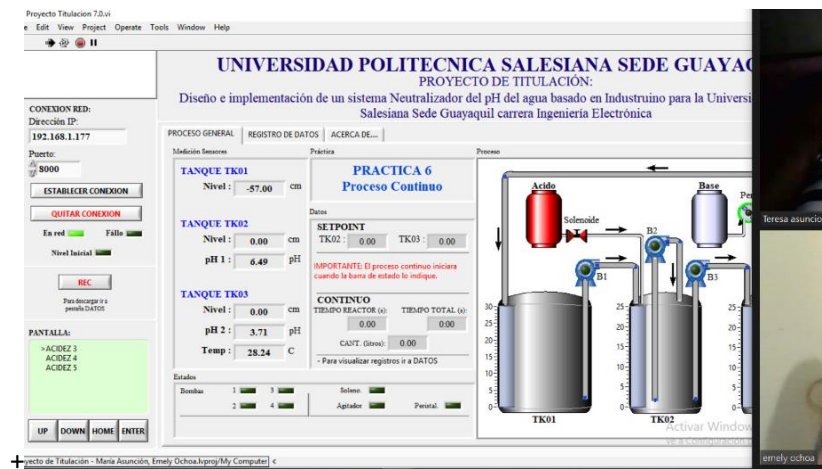 Proyecto Titulacion 7.0.vi
e Edit View Project Operate Tools Window Help
UNIVERSIDAD POLITECNICA SALESIANA SEDE GUAYAQ
PROYECTO DE TITULACIÓN:
Diseño e implementación de un sistema Neutralizador del pH del agua basado en Industruino para la Universi
Salesiana Sede Guayaquil carrera Ingeniería Electrónica
CONEXION RED:
Dirección IP:
192.168.1.177
Puerto:
8000
ESTABLECER CONEXION
QUITAR CONEXION
En red Fállo
Nivel Inicial
REC
Para descargar ir a
pestaña DATOS
PANTALLA:
>ACIDEZ 3
ACIDEZ 4
ACIDEZ 5
UP DOWN HOME ENTER
PROCESO GENERAL REGISTRO DE DATOS ACERCA DE...
Medición Sensores
TANQUE TK01
Nivel : -57.00 cm
TANQUE TK02
Nivel : 0.00 cm
pH 1 : 6.49 pH
TANQUE TK03
Nivel : 0.00 cm
pH 2 : 3.71 pH
Temp : 28.24 C
Práctica
PRACTICA 6
Proceso Continuo
Datos
SETPOINT
TK02 : 0.00 TK03 : 0.00
IMPORTANTE: El proceso continuo iniciara
cuando la barra de estado lo indique.
CONTINUO
TIEMPO REACTOR (s): TIEMPO TOTAL (s):
0.00 0.00
CANT. (litros): 0.00
- Para visualizar registros ir a DATOS
Estados
Bombas 1 3 Soleno.
2 4 Agitador Peristal.
Proceso
Acido Base Per
Solenoide
B2
B1 B3
30 25 25
25 20 20
20 15 15
15 10 10
10 5 5
5 0 0
0
TK01 TK02
Activar Window
Ve a Configuración
Teresa asuncio
emely ochoa
yecto de Titulación - María Asunción, Emely Ochoa.lvproj/My Computer <